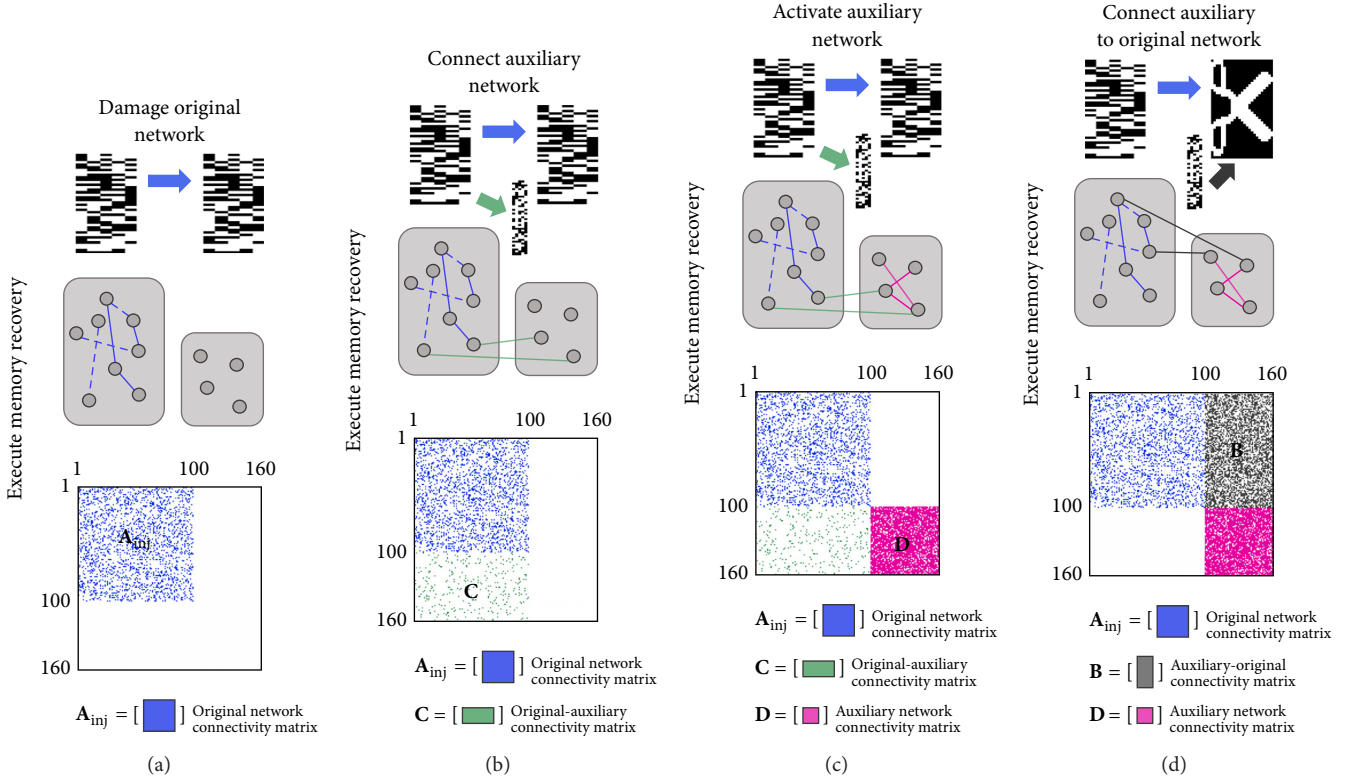 Damage original
network
Execute memory recovery
1
100
160
1
100
160
A_inj
A_inj = [ ] Original network
connectivity matrix
(a)
Connect auxiliary
network
Execute memory recovery
1
100
160
1
100
160
C
A_inj = [ ] Original network
connectivity matrix
C = [ ] Original-auxiliary
connectivity matrix
(b)
Activate auxiliary
network
Execute memory recovery
1
100
160
1
100
160
D
A_inj = [ ] Original network
connectivity matrix
C = [ ] Original-auxiliary
connectivity matrix
D = [ ] Auxiliary network
connectivity matrix
(c)
Connect auxiliary
to original network
Execute memory recovery
1
100
160
1
100
160
B
A_inj = [ ] Original network
connectivity matrix
B = [ ] Auxiliary-original
connectivity matrix
D = [ ] Auxiliary network
connectivity matrix
(d)